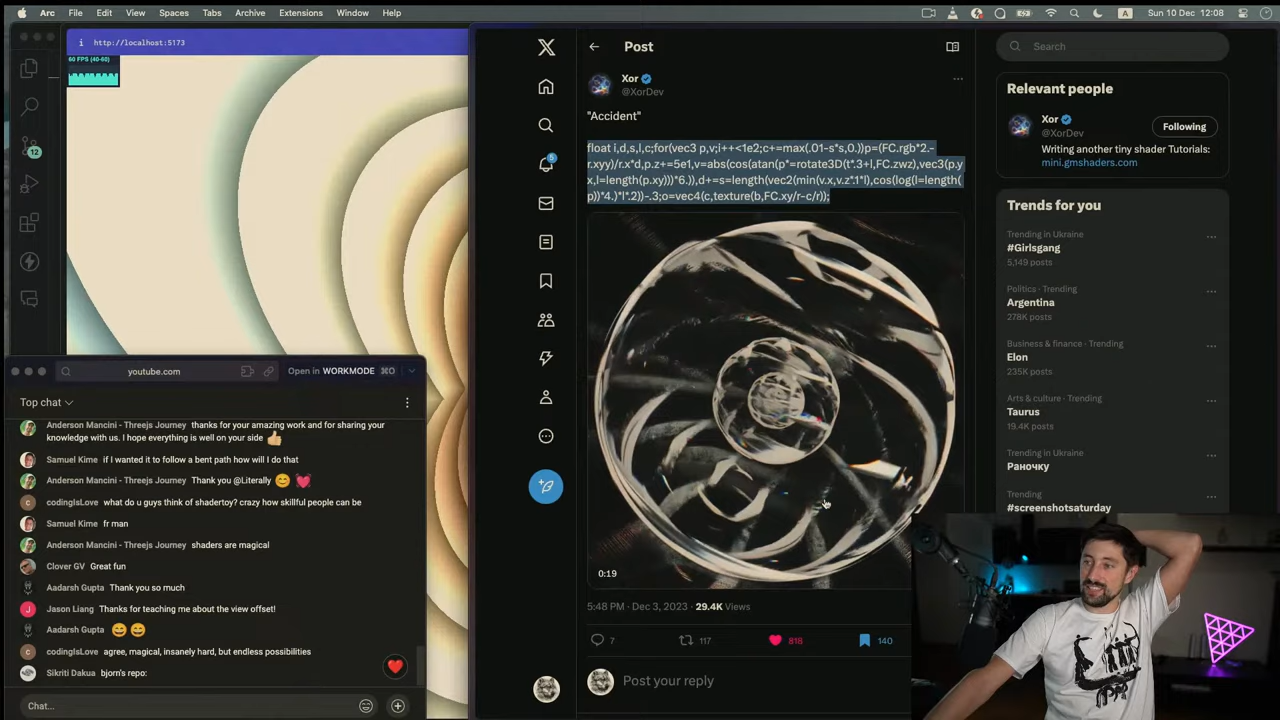 Arc File Edit View Spaces Tabs Archive Extensions Window Help
A
Sun 10 Dec 12:08
http://localhost:5173
60 FPS (40-60)
12
5
Post
Xor
@XorDev
"Accident"
float i,d,s,l,c;for(vec3 p,v;i++<1e2;c+=max(.01-s*s,0.))p=(FC.rgb*2.-
r.xyy)/r.x*d,p.z+=5e1,v=abs(cos(atan(p*=rotate3D(t*.3+l,FC.zwz),vec3(p.y
x,l=length(p.xy)))*6.)),d+=s=length(vec2(min(v.x,v.z*.1*l),cos(log(l=length(
p))*4.)*l*.2))-.3;o=vec4(c,texture(b,FC.xy/r-c/r));
0:19
5:48 PM · Dec 3, 2023 · 29.4K Views
7
117
818
140
Post your reply
Search
Relevant people
Xor
@XorDev
Following
Writing another tiny shader Tutorials:
mini.gmshaders.com
Trends for you
Trending in Ukraine
#Girlsgang
5,149 posts
Politics · Trending
Argentina
278K posts
Business & finance · Trending
Elon
235K posts
Arts & culture · Trending
Taurus
19.4K posts
Trending in Ukraine
Раночку
Trending
#screenshotsaturday
youtube.com
Open in WORKMODE ⌘O
Top chat
Anderson Mancini - Threejs Journey thanks for your amazing work and for sharing your
knowledge with us. I hope everything is well on your side 👍
Samuel Kime if I wanted it to follow a bent path how will I do that
Anderson Mancini - Threejs Journey Thank you @Literally 😊 💓
c codingIsLove what do u guys think of shadertoy? crazy how skillful people can be
Samuel Kime fr man
Anderson Mancini - Threejs Journey shaders are magical
Clover GV Great fun
Aadarsh Gupta Thank you so much
J Jason Liang Thanks for teaching me about the view offset!
Aadarsh Gupta 😄 😄
c codingIsLove agree, magical, insanely hard, but endless possibilities
Sikriti Dakua bjorn's repo:
Chat...